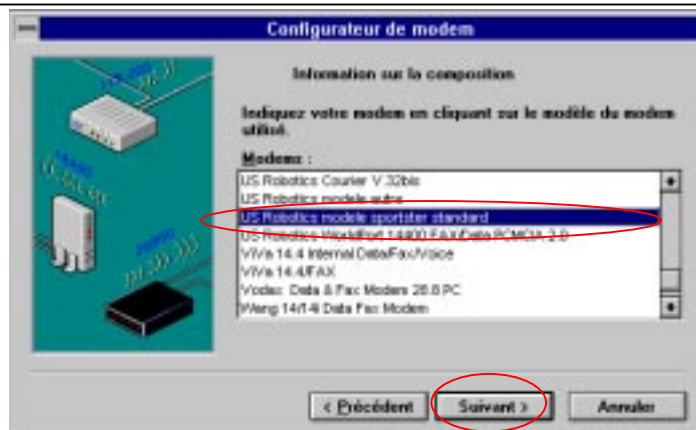 Configurateur de modem
Information sur la composition
Indiquez votre modem en cliquant sur le modèle du modem
utilisé.
Modems :
US Robotics Courier V.32bis
US Robotics modele autre
US Robotics modele sportster standard
US Robotics WorldPort 14400 FAX/Data PCMCIA 2.0
ViVa 14.4 Internal Data/Fax/Voice
ViVa 14.4/FAX
Vodex Data & Fax Modem 28.8 PC
Wang 14/14i Data Fax Modem
< Précédent
Suivant >
Annuler